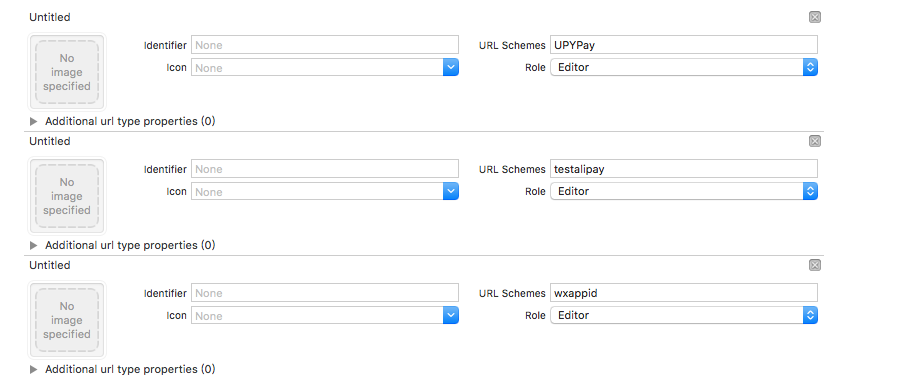 Untitled
No image specified
Identifier None URL Schemes UPYPay
Icon None Role Editor
Additional url type properties (0)
Untitled
No image specified
Identifier None URL Schemes testalipay
Icon None Role Editor
Additional url type properties (0)
Untitled
No image specified
Identifier None URL Schemes wxappid
Icon None Role Editor
Additional url type properties (0)